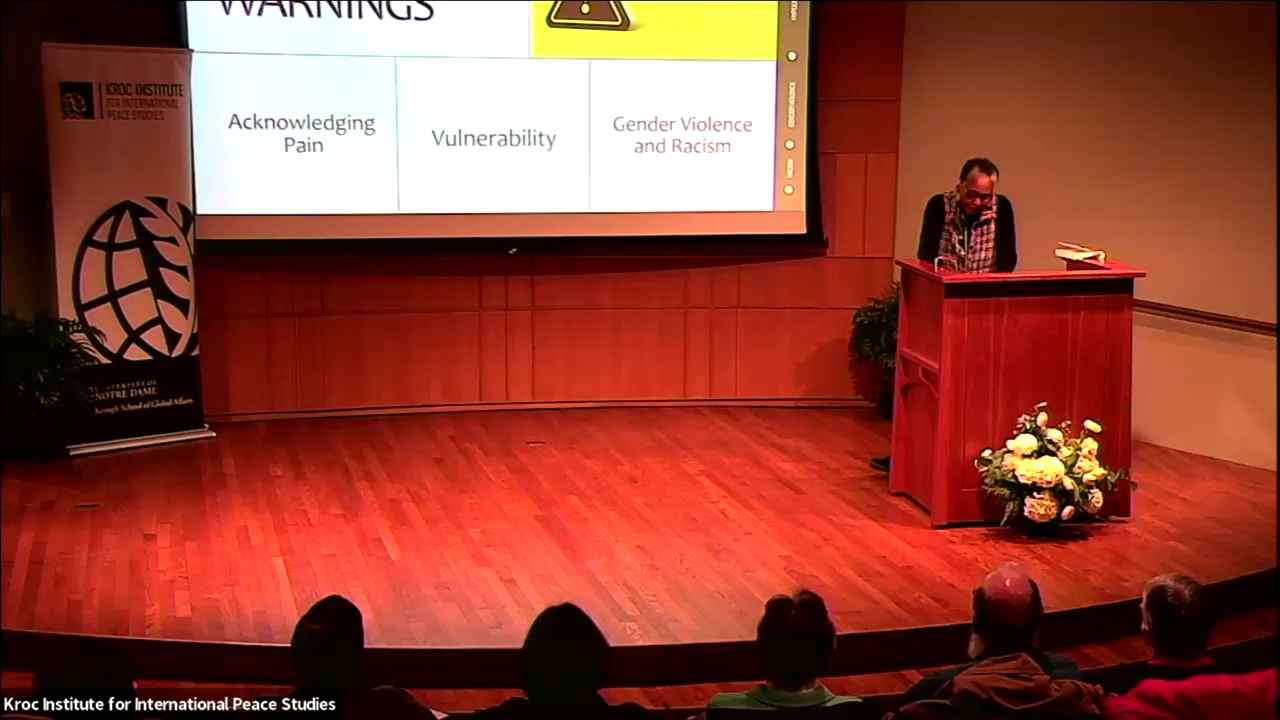 WARNINGS
Acknowledging
Pain
Vulnerability
Gender Violence
and Racism
KROC INSTITUTE
FOR INTERNATIONAL
PEACE STUDIES
UNIVERSITY OF
NOTRE DAME
Keough School of Global Affairs
Kroc Institute for International Peace Studies